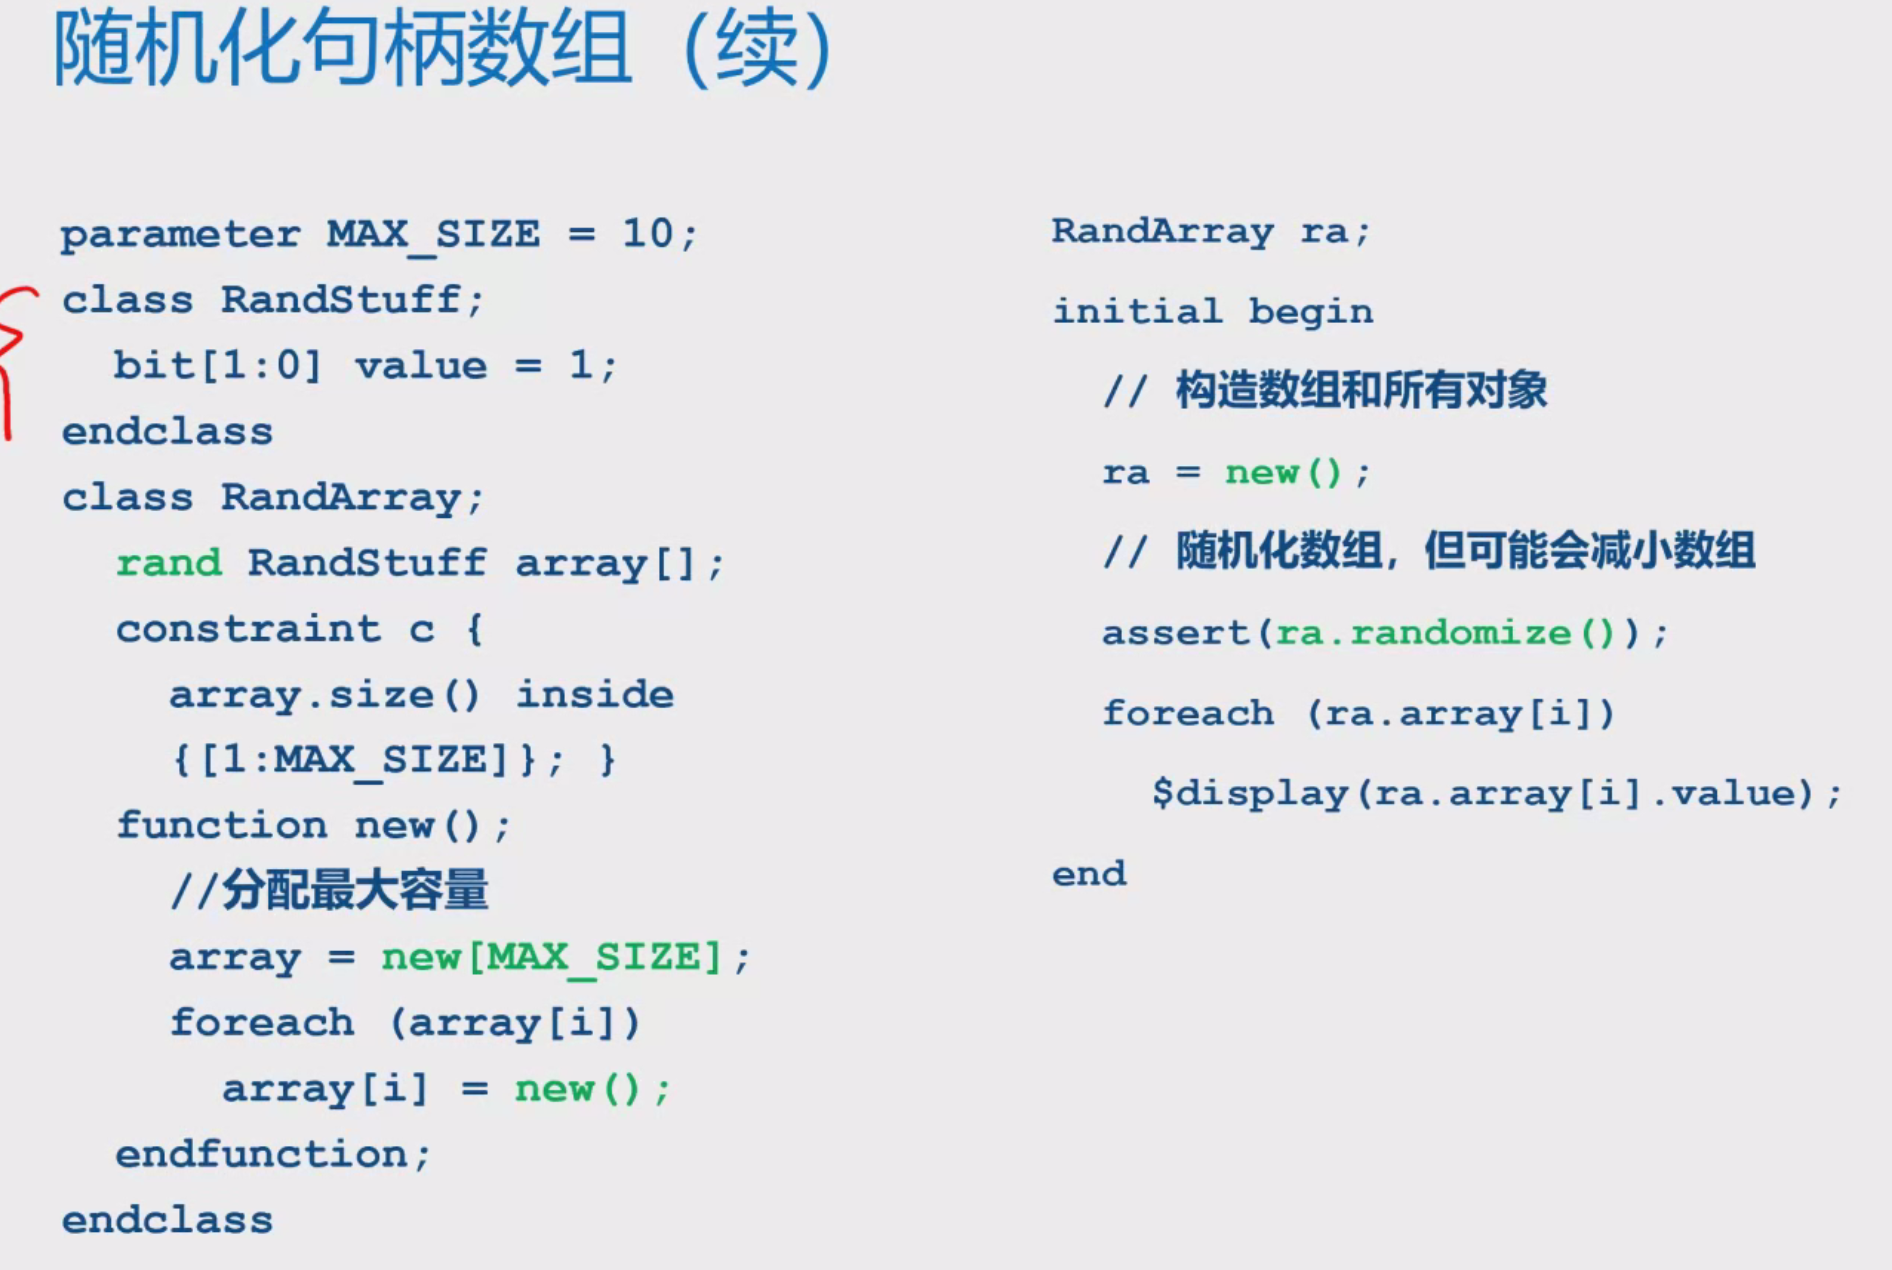 随机化句柄数组（续）
parameter MAX_SIZE = 10;
class RandStuff;
bit[1:0] value = 1;
endclass
class RandArray;
rand RandStuff array[];
constraint c {
array.size() inside
{[1:MAX_SIZE]}; }
function new();
//分配最大容量
array = new[MAX_SIZE];
foreach (array[i])
array[i] = new();
endfunction;
endclass
RandArray ra;
initial begin
// 构造数组和所有对象
ra = new();
// 随机化数组，但可能会减小数组
assert(ra.randomize());
foreach (ra.array[i])
$display(ra.array[i].value);
end